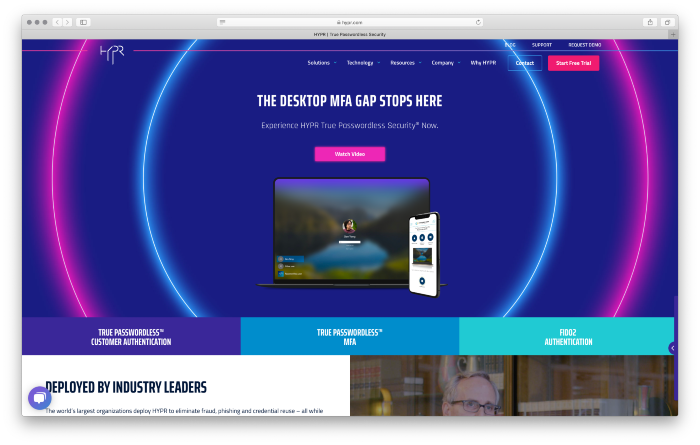 hypr.com
HYPR | True Passwordless Security
HYPR
BLOG SUPPORT REQUEST DEMO
Solutions Technology Resources Company Why HYPR Contact Start Free Trial
THE DESKTOP MFA GAP STOPS HERE
Experience HYPR True Passwordless Security™ Now.
Watch Video
TRUE PASSWORDLESS™
CUSTOMER AUTHENTICATION
TRUE PASSWORDLESS™
MFA
FIDO2
AUTHENTICATION
DEPLOYED BY INDUSTRY LEADERS
The world's largest organizations deploy HYPR to eliminate fraud, phishing and credential reuse – all while